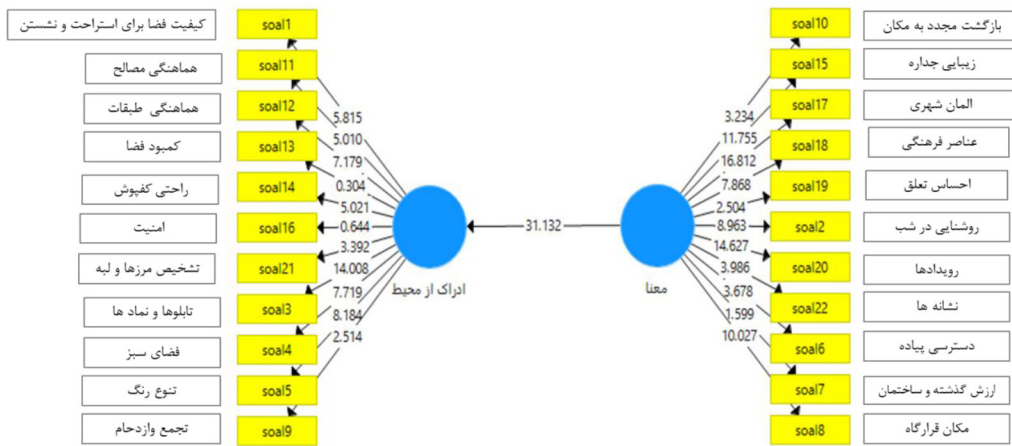 کیفیت فضا برای استراحت و نشستن
هماهنگی مصالح
هماهنگی طبقات
کمبود فضا
راحتی کفپوش
امنیت
تشخیص مرزها و لبه
تابلوها و نماد ها
فضای سبز
تنوع رنگ
تجمع وازدحام
soal1
soal11
soal12
soal13
soal14
soal16
soal21
soal3
soal4
soal5
soal9
5.815
5.010
7.179
0.304
5.021
0.644
3.392
14.008
7.719
8.184
2.514
ادراک از محیط
31.132
معنا
3.234
11.755
16.812
7.868
2.504
8.963
14.627
3.986
3.678
1.599
10.027
soal10
soal15
soal17
soal18
soal19
soal2
soal20
soal22
soal6
soal7
soal8
بازگشت مجدد به مکان
زیبایی جداره
المان شهری
عناصر فرهنگی
احساس تعلق
روشنایی در شب
رویدادها
نشانه ها
دسترسی پیاده
ارزش گذشته و ساختمان
مکان قرارگاه